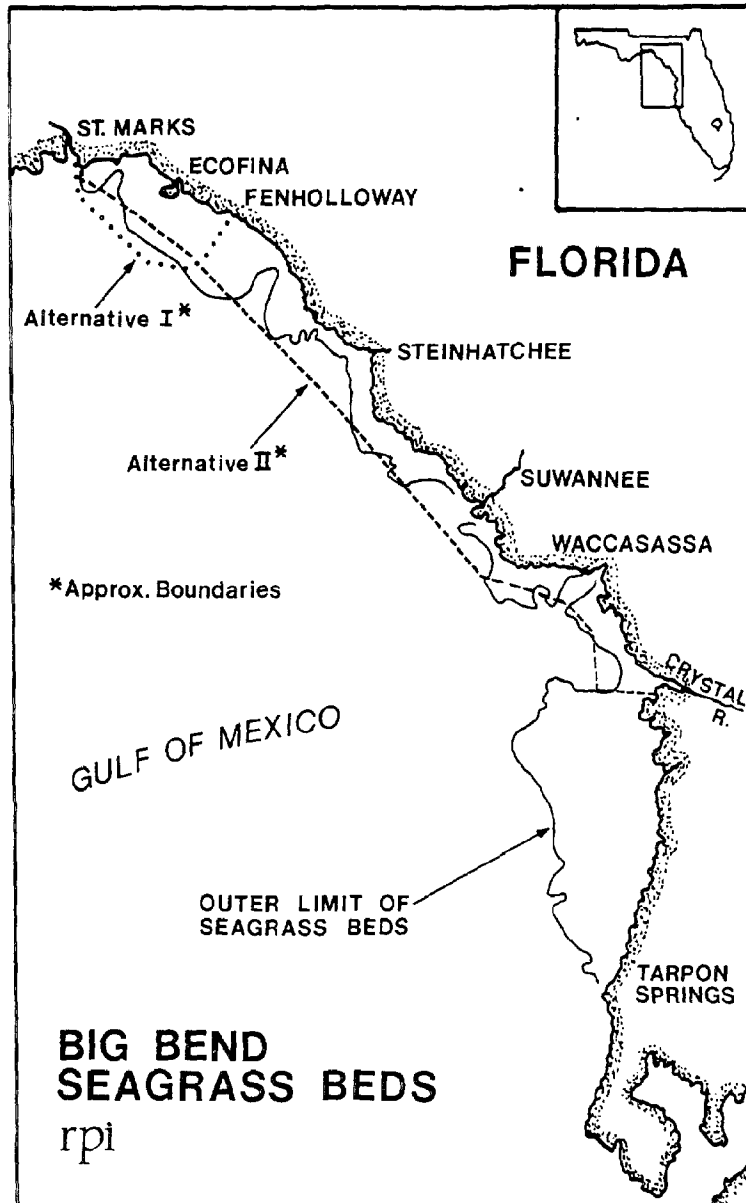 ST. MARKS
ECOFINA
FENHOLLOWAY
FLORIDA
Alternative I*
STEINHATCHEE
Alternative II*
SUWANNEE
WACCASASSA
*Approx. Boundaries
CRYSTAL
R.
GULF OF MEXICO
OUTER LIMIT OF
SEAGRASS BEDS
TARPON
SPRINGS
BIG BEND
SEAGRASS BEDS
rpi